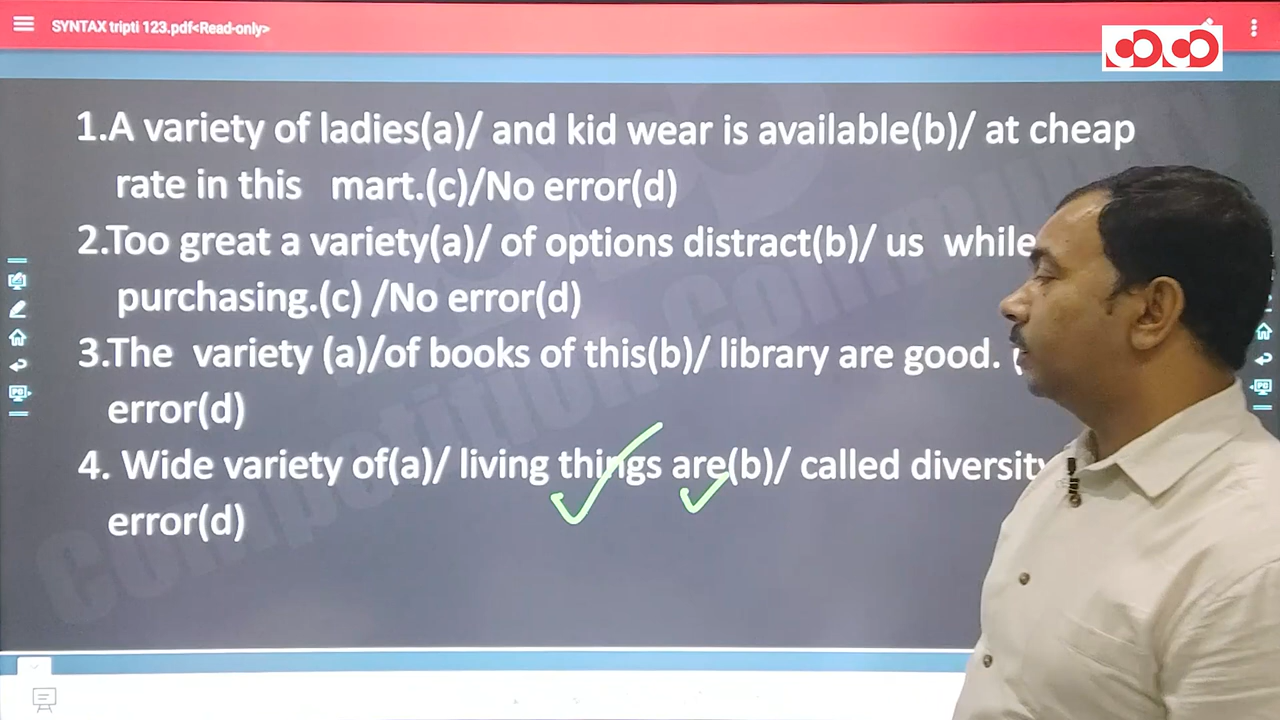 SYNTAX tripti 123.pdf<Read-only>
1.A variety of ladies(a)/ and kid wear is available(b)/ at cheap
rate in this mart.(c)/No error(d)
2.Too great a variety(a)/ of options distract(b)/ us while
purchasing.(c) /No error(d)
3.The variety (a)/of books of this(b)/ library are good. (
error(d)
4. Wide variety of(a)/ living things are(b)/ called diversity
error(d)
Competition Commun